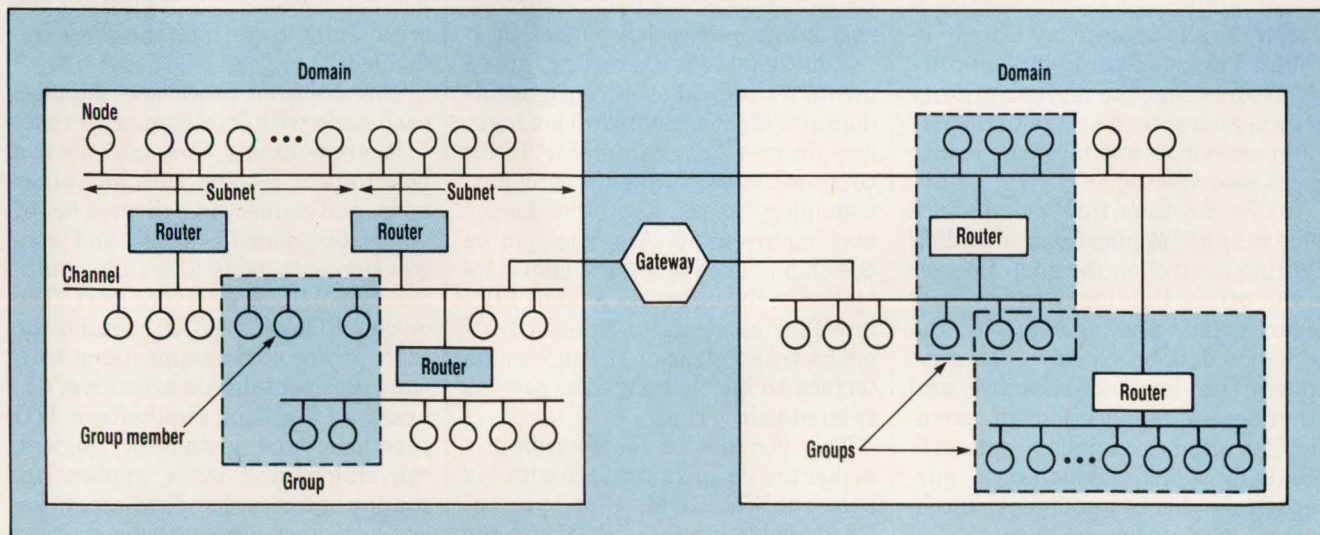 Domain
Domain
Node
Subnet
Subnet
Router
Router
Router
Gateway
Channel
Router
Router
Group member
Groups
Group